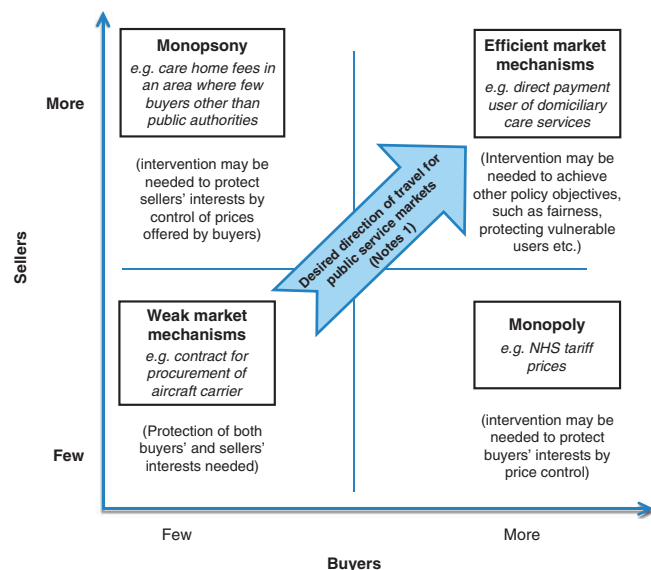 Monopsony
e.g. care home fees in
an area where few
buyers other than
public authorities
(intervention may be
needed to protect
sellers' interests by
control of prices
offered by buyers)
Efficient market
mechanisms
e.g. direct payment
user of domiciliary
care services
(Intervention may be
needed to achieve
other policy objectives,
such as fairness,
protecting vulnerable
users etc.)
More
Sellers
Desired direction of travel for
public service markets
(Notes 1)
Weak market
mechanisms
e.g. contract for
procurement of
aircraft carrier
(Protection of both
buyers' and sellers'
interests needed)
Monopoly
e.g. NHS tariff
prices
(intervention may be
needed to protect
buyers' interests by
price control)
Few
Few
More
Buyers